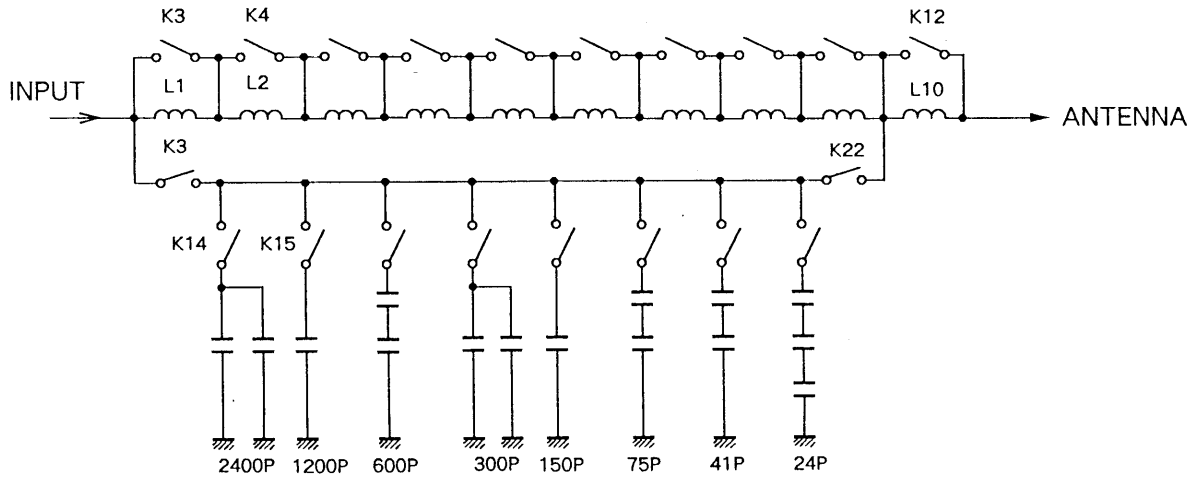 K3 K4 K12
L1 L2 L10
INPUT
ANTENNA
K3 K22
K14 K15
2400P 1200P 600P 300P 150P 75P 41P 24P